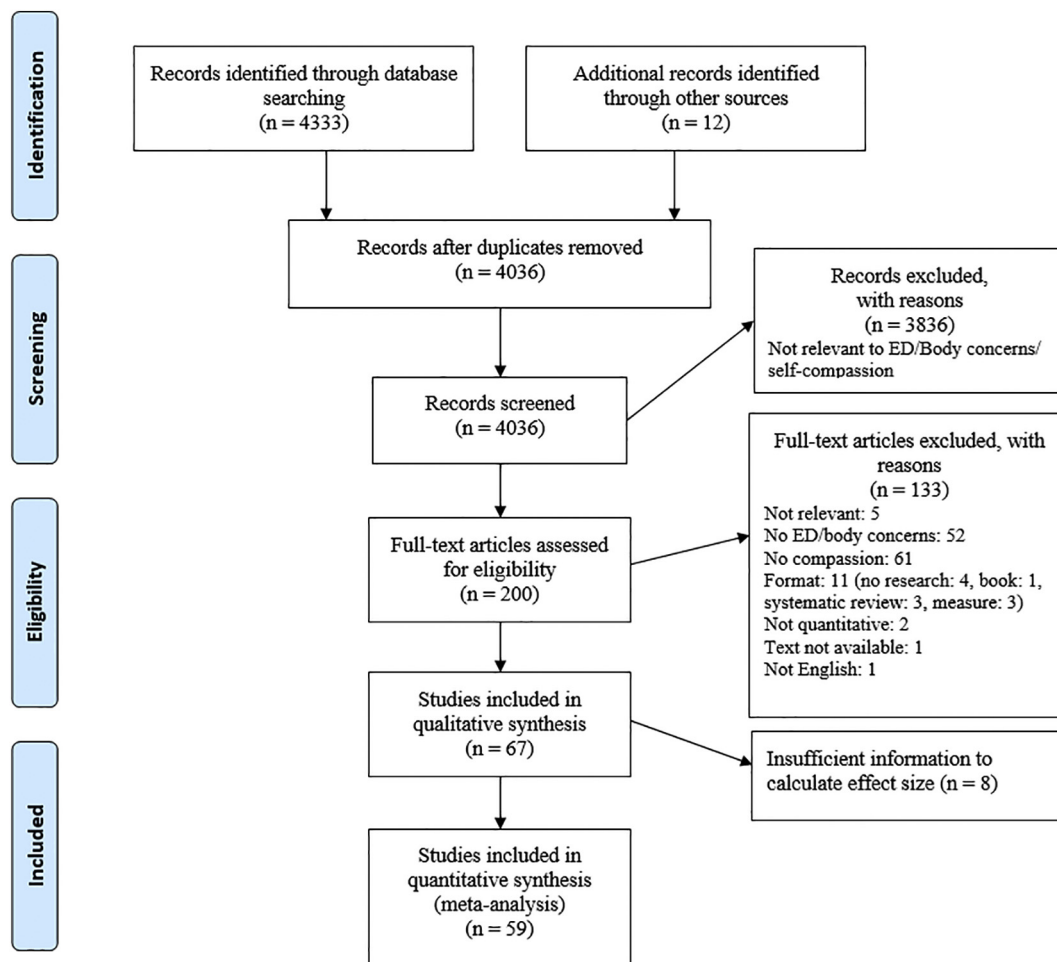 Identification
Records identified through database
searching
(n = 4333)
Additional records identified
through other sources
(n = 12)
Screening
Records after duplicates removed
(n = 4036)
Records excluded,
with reasons
(n = 3836)
Not relevant to ED/Body concerns/
self-compassion
Records screened
(n = 4036)
Eligibility
Full-text articles assessed
for eligibility
(n = 200)
Full-text articles excluded, with
reasons
(n = 133)
Not relevant: 5
No ED/body concerns: 52
No compassion: 61
Format: 11 (no research: 4, book: 1,
systematic review: 3, measure: 3)
Not quantitative: 2
Text not available: 1
Not English: 1
Studies included in
qualitative synthesis
(n = 67)
Included
Insufficient information to
calculate effect size (n = 8)
Studies included in
quantitative synthesis
(meta-analysis)
(n = 59)